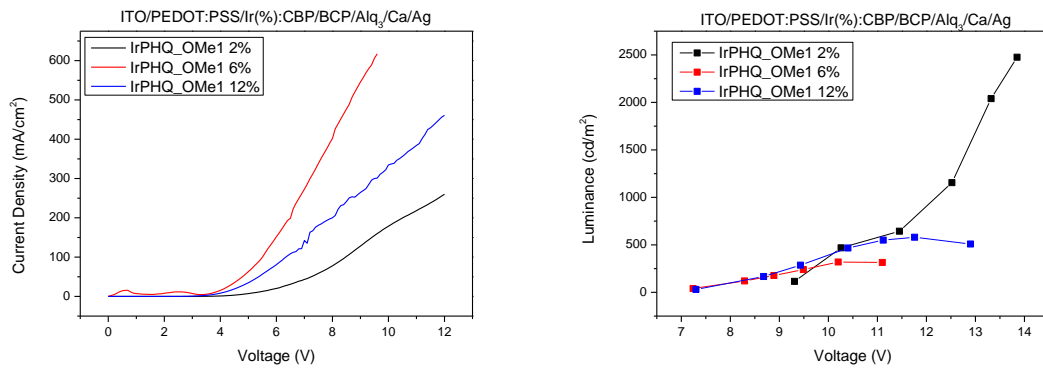 ITO/PEDOT:PSS/Ir(%):CBP/BCP/Alq₃/Ca/Ag
IrPHQ_OMe1 2%
IrPHQ_OMe1 6%
IrPHQ_OMe1 12%
600
500
400
300
200
100
0
Current Density (mA/cm²)
0 2 4 6 8 10 12
Voltage (V)
ITO/PEDOT:PSS/Ir(%):CBP/BCP/Alq₃/Ca/Ag
IrPHQ_OMe1 2%
IrPHQ_OMe1 6%
IrPHQ_OMe1 12%
2500
2000
1500
1000
500
0
Luminance (cd/m²)
7 8 9 10 11 12 13 14
Voltage (V)